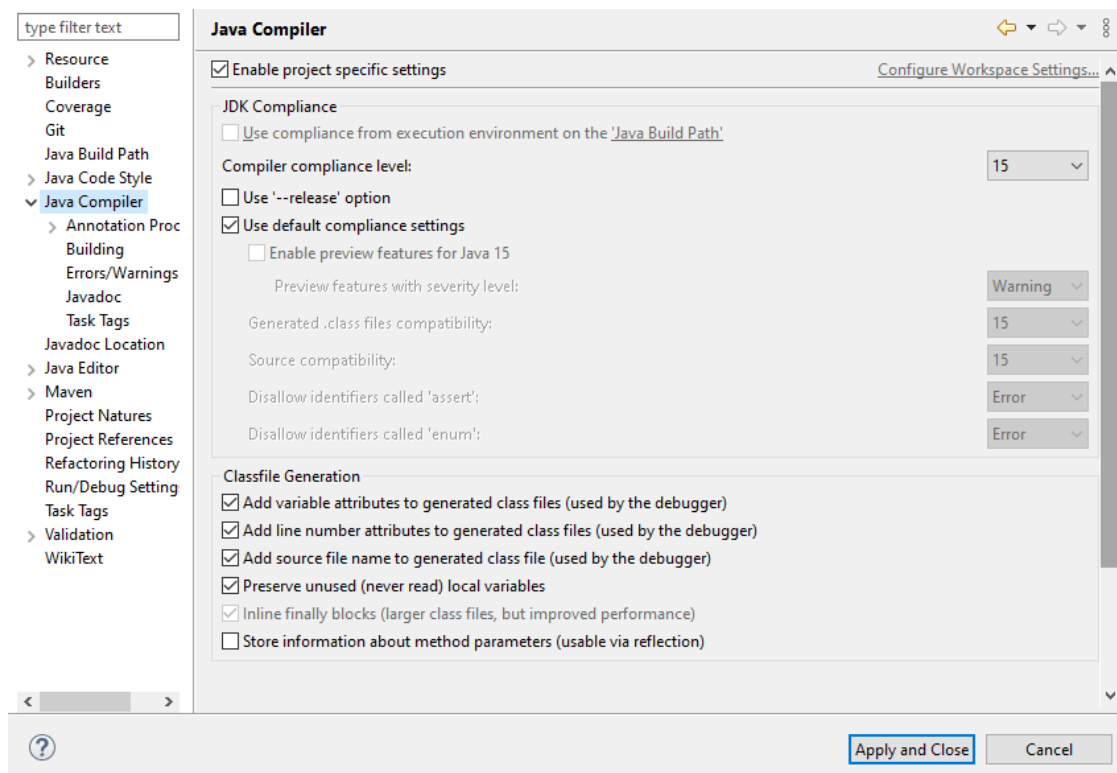 type filter text
Resource
Builders
Coverage
Git
Java Build Path
Java Code Style
Java Compiler
Annotation Proc
Building
Errors/Warnings
Javadoc
Task Tags
Javadoc Location
Java Editor
Maven
Project Natures
Project References
Refactoring History
Run/Debug Setting
Task Tags
Validation
WikiText
Java Compiler
Enable project specific settings
Configure Workspace Settings...
JDK Compliance
Use compliance from execution environment on the 'Java Build Path'
Compiler compliance level: 15
Use '--release' option
Use default compliance settings
Enable preview features for Java 15
Preview features with severity level: Warning
Generated .class files compatibility: 15
Source compatibility: 15
Disallow identifiers called 'assert': Error
Disallow identifiers called 'enum': Error
Classfile Generation
Add variable attributes to generated class files (used by the debugger)
Add line number attributes to generated class files (used by the debugger)
Add source file name to generated class file (used by the debugger)
Preserve unused (never read) local variables
Inline finally blocks (larger class files, but improved performance)
Store information about method parameters (usable via reflection)
?
Apply and Close
Cancel